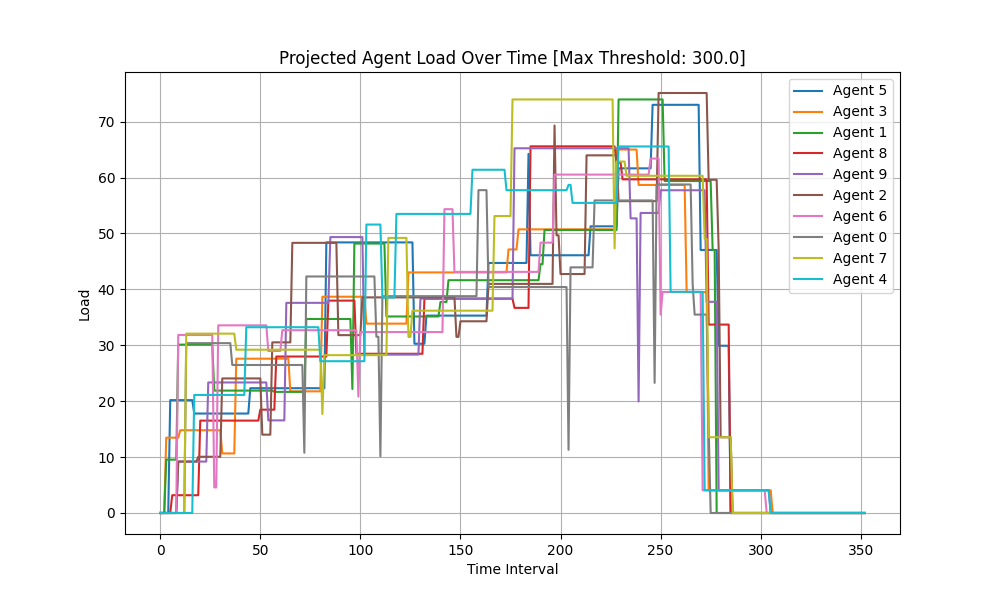 Projected Agent Load Over Time [Max Threshold: 300.0]
Load
70
60
50
40
30
20
10
0
0 50 100 150 200 250 300 350
Time Interval
Agent 5
Agent 3
Agent 1
Agent 8
Agent 9
Agent 2
Agent 6
Agent 0
Agent 7
Agent 4